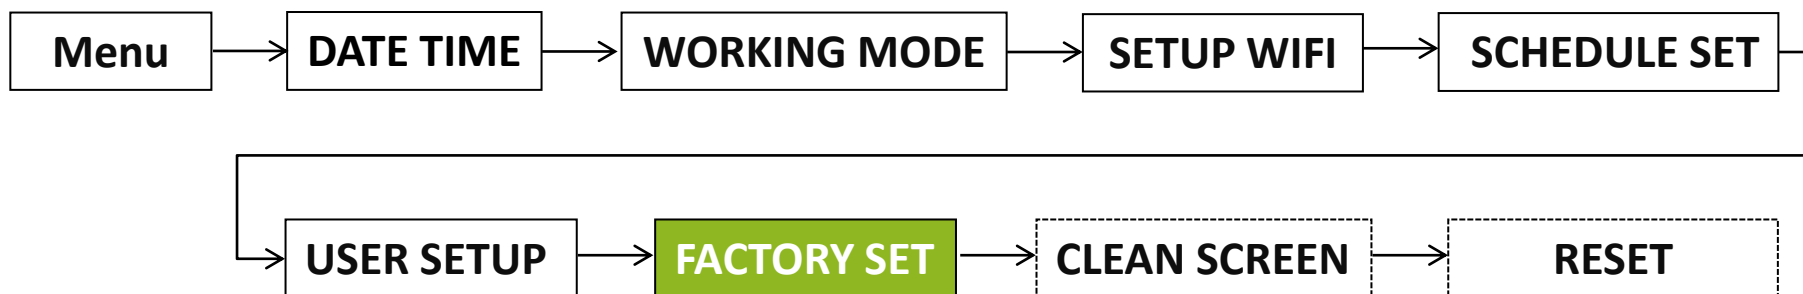 Menu DATE TIME WORKING MODE SETUP WIFI SCHEDULE SET
USER SETUP FACTORY SET CLEAN SCREEN RESET